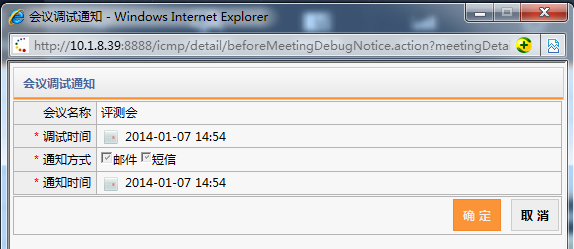 会议调试通知 - Windows Internet Explorer
http://10.1.8.39:8888/icmp/detail/beforeMeetingDebugNotice.action?meetingDeta
会议调试通知
会议名称 评测会
* 调试时间 2014-01-07 14:54
* 通知方式 邮件 短信
* 通知时间 2014-01-07 14:54
确 定 取 消